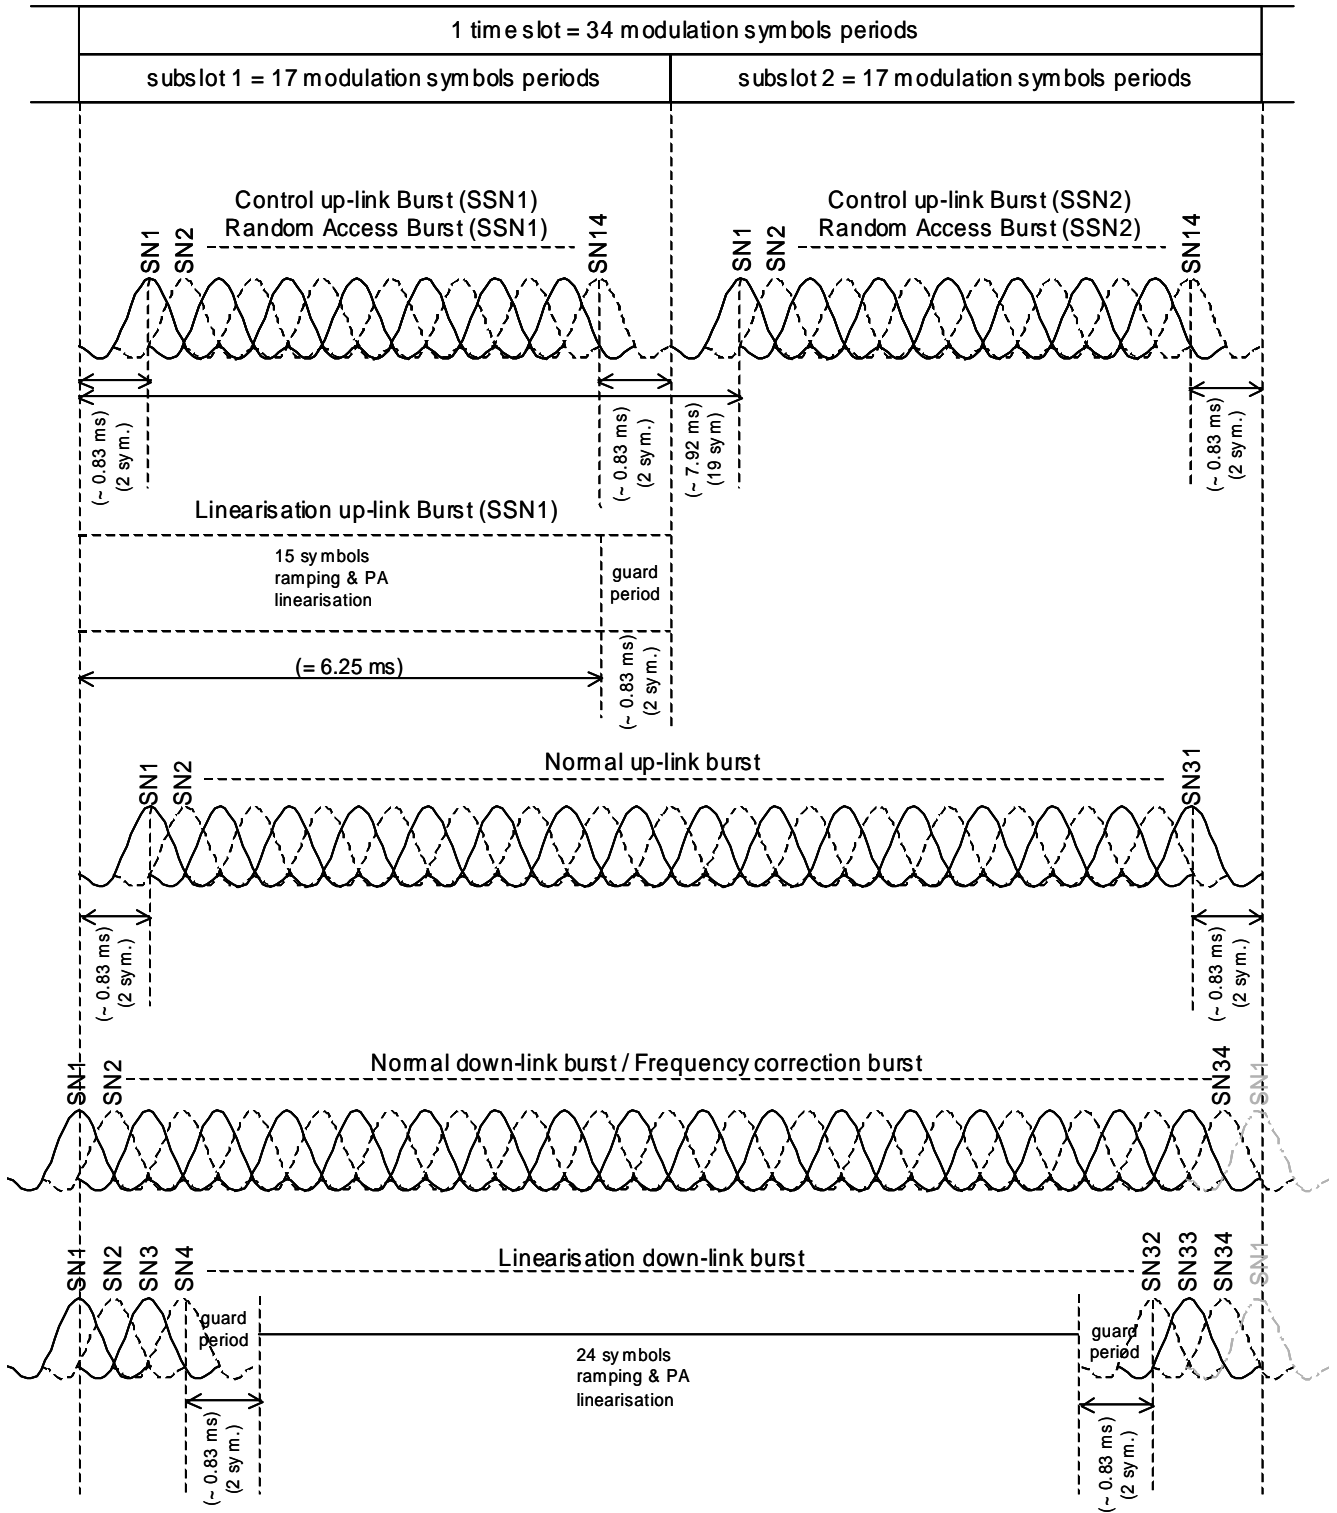 1 time slot = 34 modulation symbols periods
subslot 1 = 17 modulation symbols periods
subslot 2 = 17 modulation symbols periods
Control up-link Burst (SSN1)
Random Access Burst (SSN1)
Control up-link Burst (SSN2)
Random Access Burst (SSN2)
SN1
SN2
SN14
SN1
SN2
SN14
(~ 0.83 ms)
(2 sym.)
(~ 0.83 ms)
(2 sym.)
(~ 7.92 ms)
(19 sym)
(~ 0.83 ms)
(2 sym.)
Linearisation up-link Burst (SSN1)
15 symbols
ramping & PA
linearisation
guard
period
(= 6.25 ms)
(~ 0.83 ms)
(2 sym.)
Normal up-link burst
SN1
SN2
SN31
(~ 0.83 ms)
(2 sym.)
(~ 0.83 ms)
(2 sym.)
Normal down-link burst / Frequency correction burst
SN1
SN2
SN34
SN1
Linearisation down-link burst
SN1
SN2
SN3
SN4
SN32
SN33
SN34
SN1
guard
period
24 symbols
ramping & PA
linearisation
guard
period
(~ 0.83 ms)
(2 sym.)
(~ 0.83 ms)
(2 sym.)